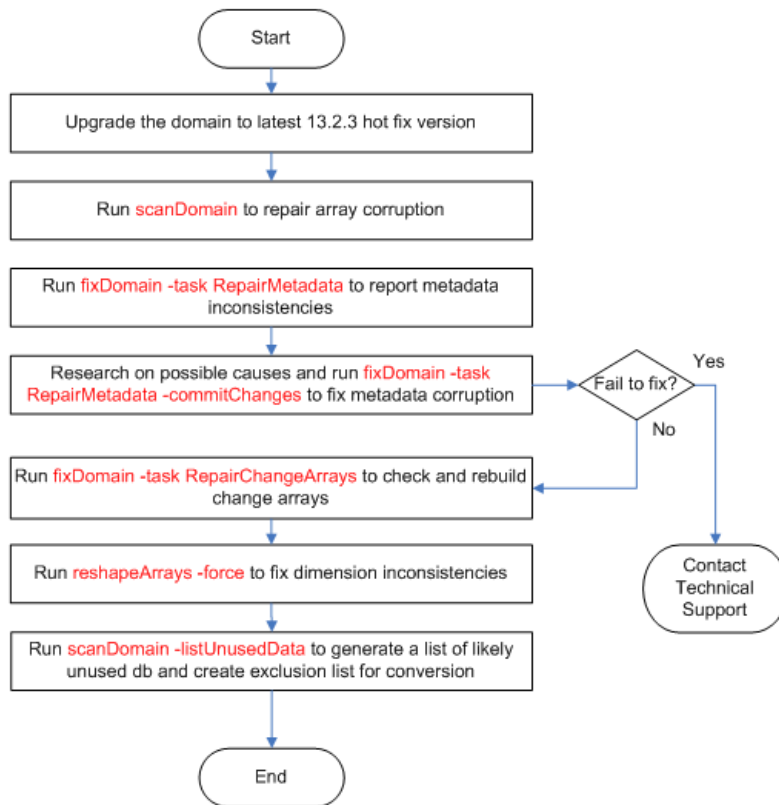 Start
Upgrade the domain to latest 13.2.3 hot fix version
Run scanDomain to repair array corruption
Run fixDomain -task RepairMetadata to report metadata
inconsistencies
Research on possible causes and run fixDomain -task
RepairMetadata -commitChanges to fix metadata corruption
Fail to fix?
Yes
No
Run fixDomain -task RepairChangeArrays to check and rebuild
change arrays
Run reshapeArrays -force to fix dimension inconsistencies
Contact
Technical
Support
Run scanDomain -listUnusedData to generate a list of likely
unused db and create exclusion list for conversion
End